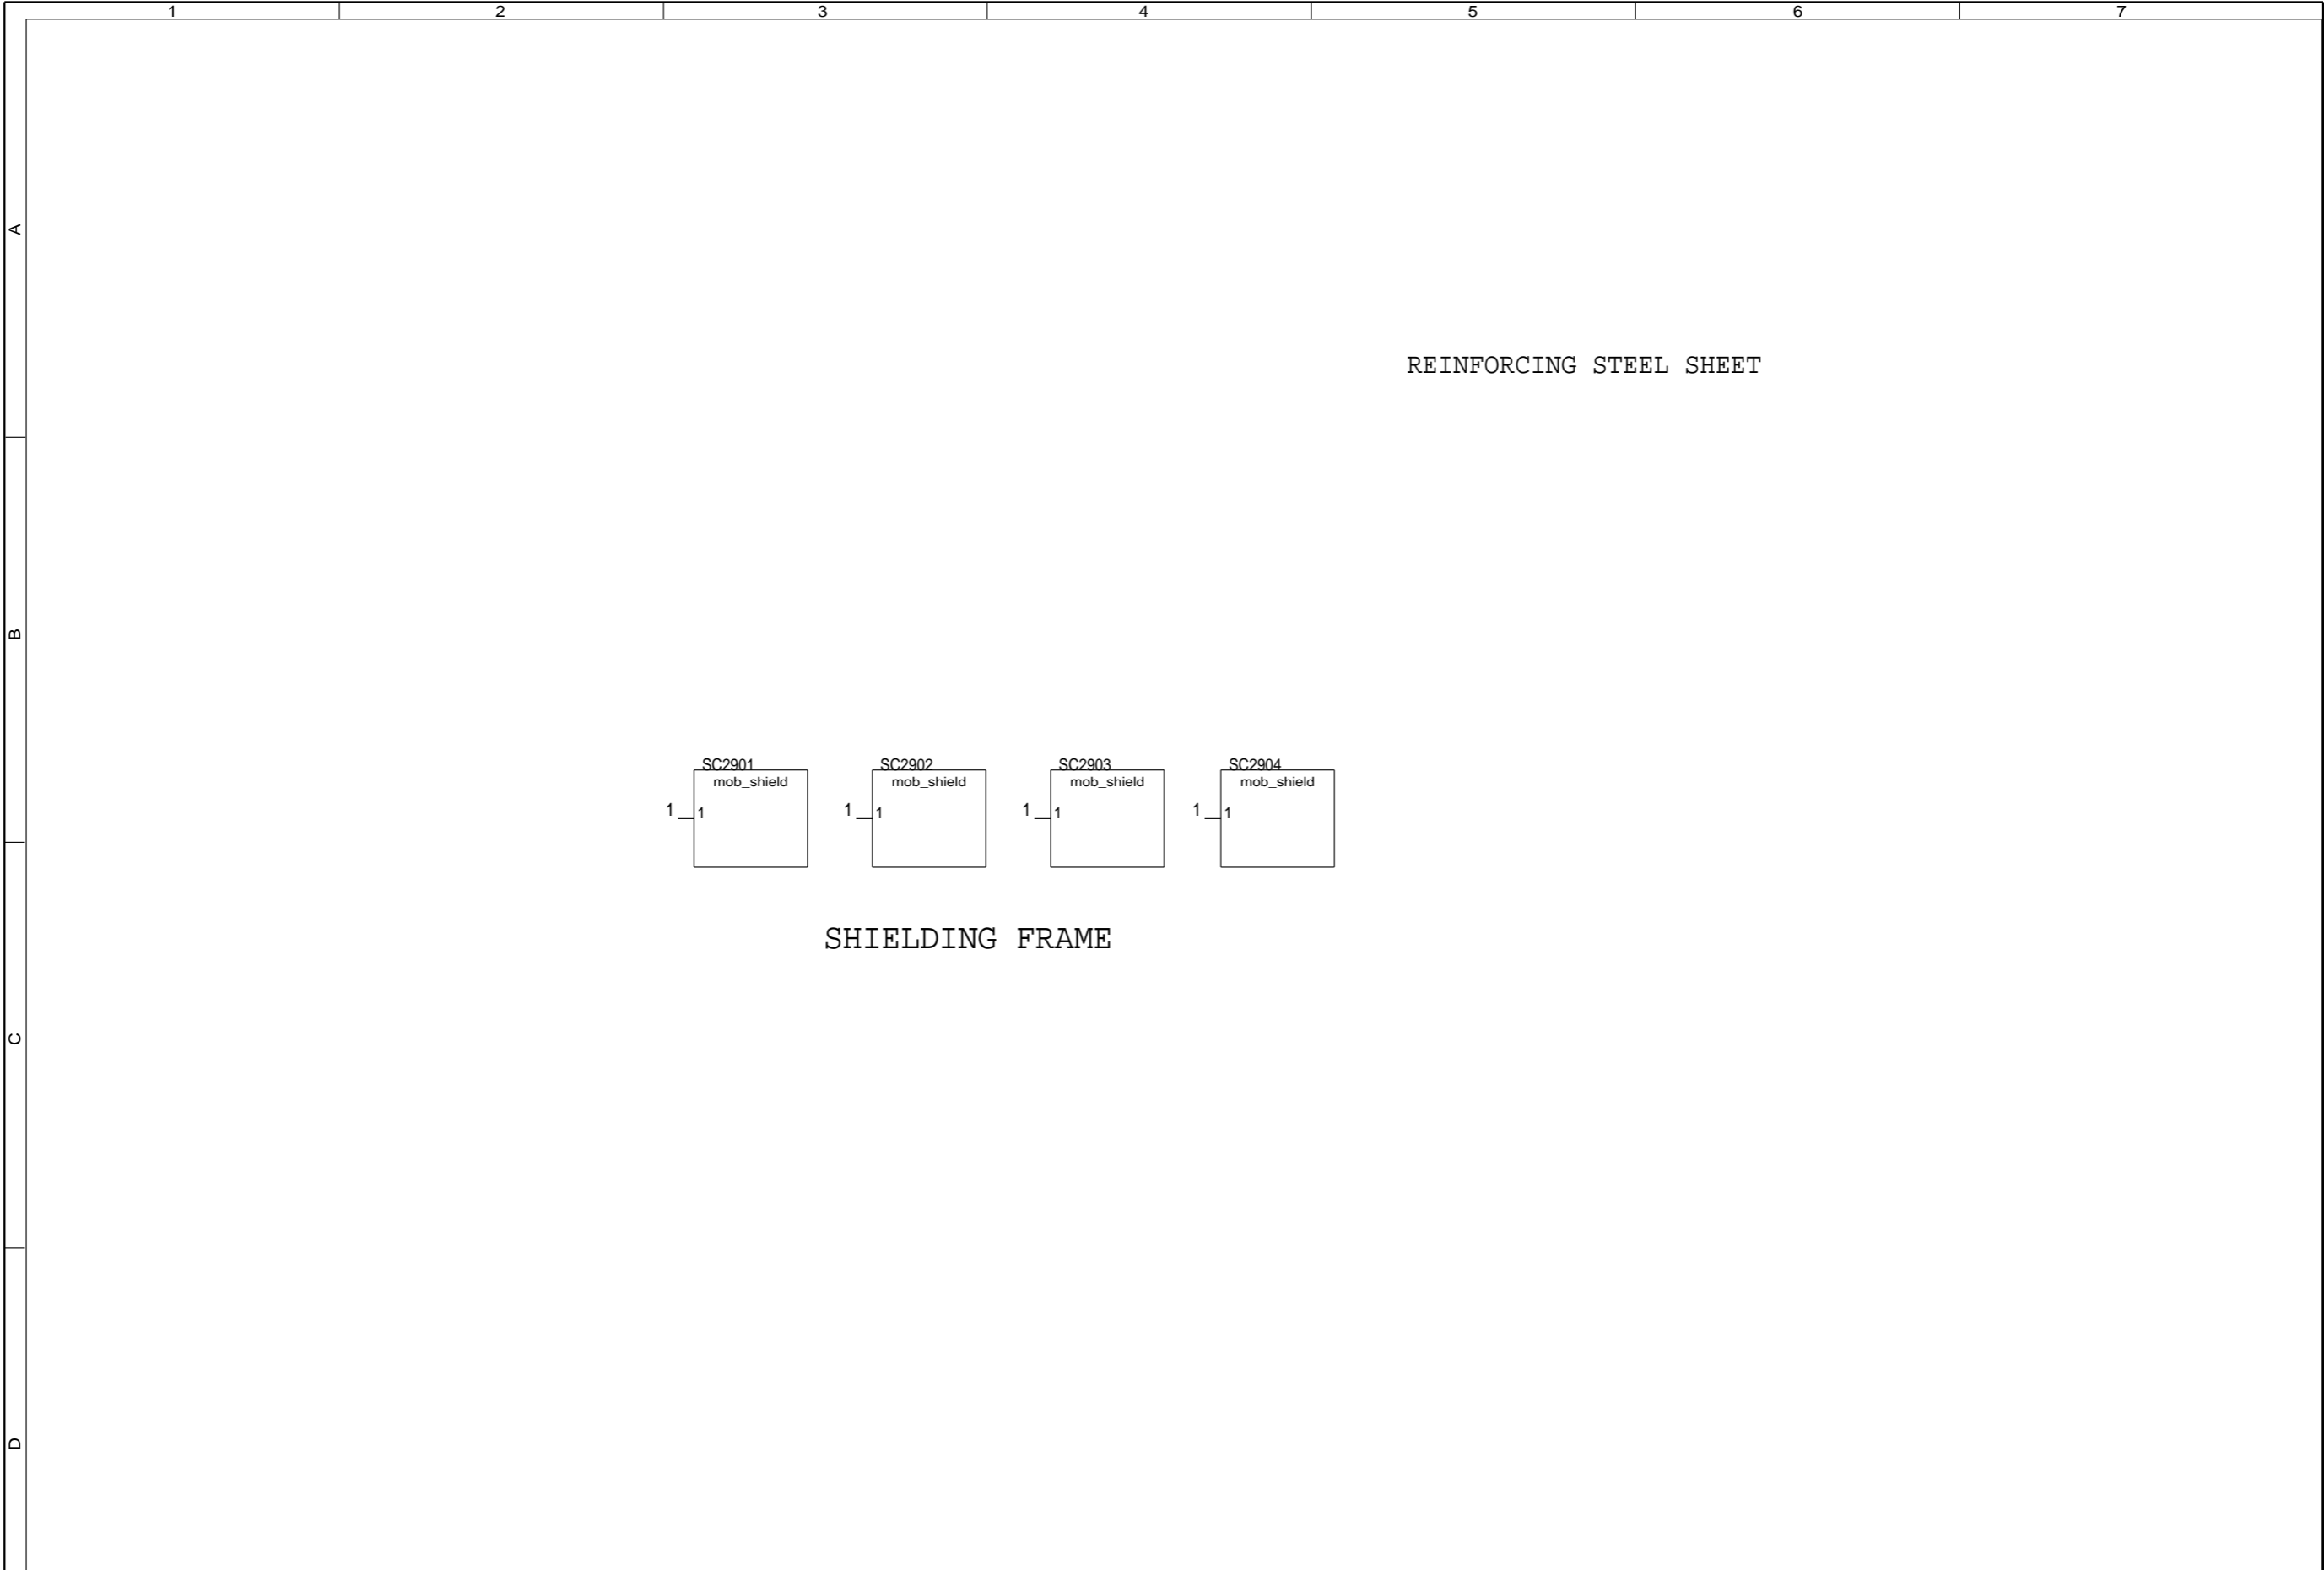 1 2 3 4 5 6 7
A
REINFORCING STEEL SHEET
B
SC2901 SC2902 SC2903 SC2904
mob_shield mob_shield mob_shield mob_shield
1 1 1 1 1 1 1 1
SHIELDING FRAME
C
D